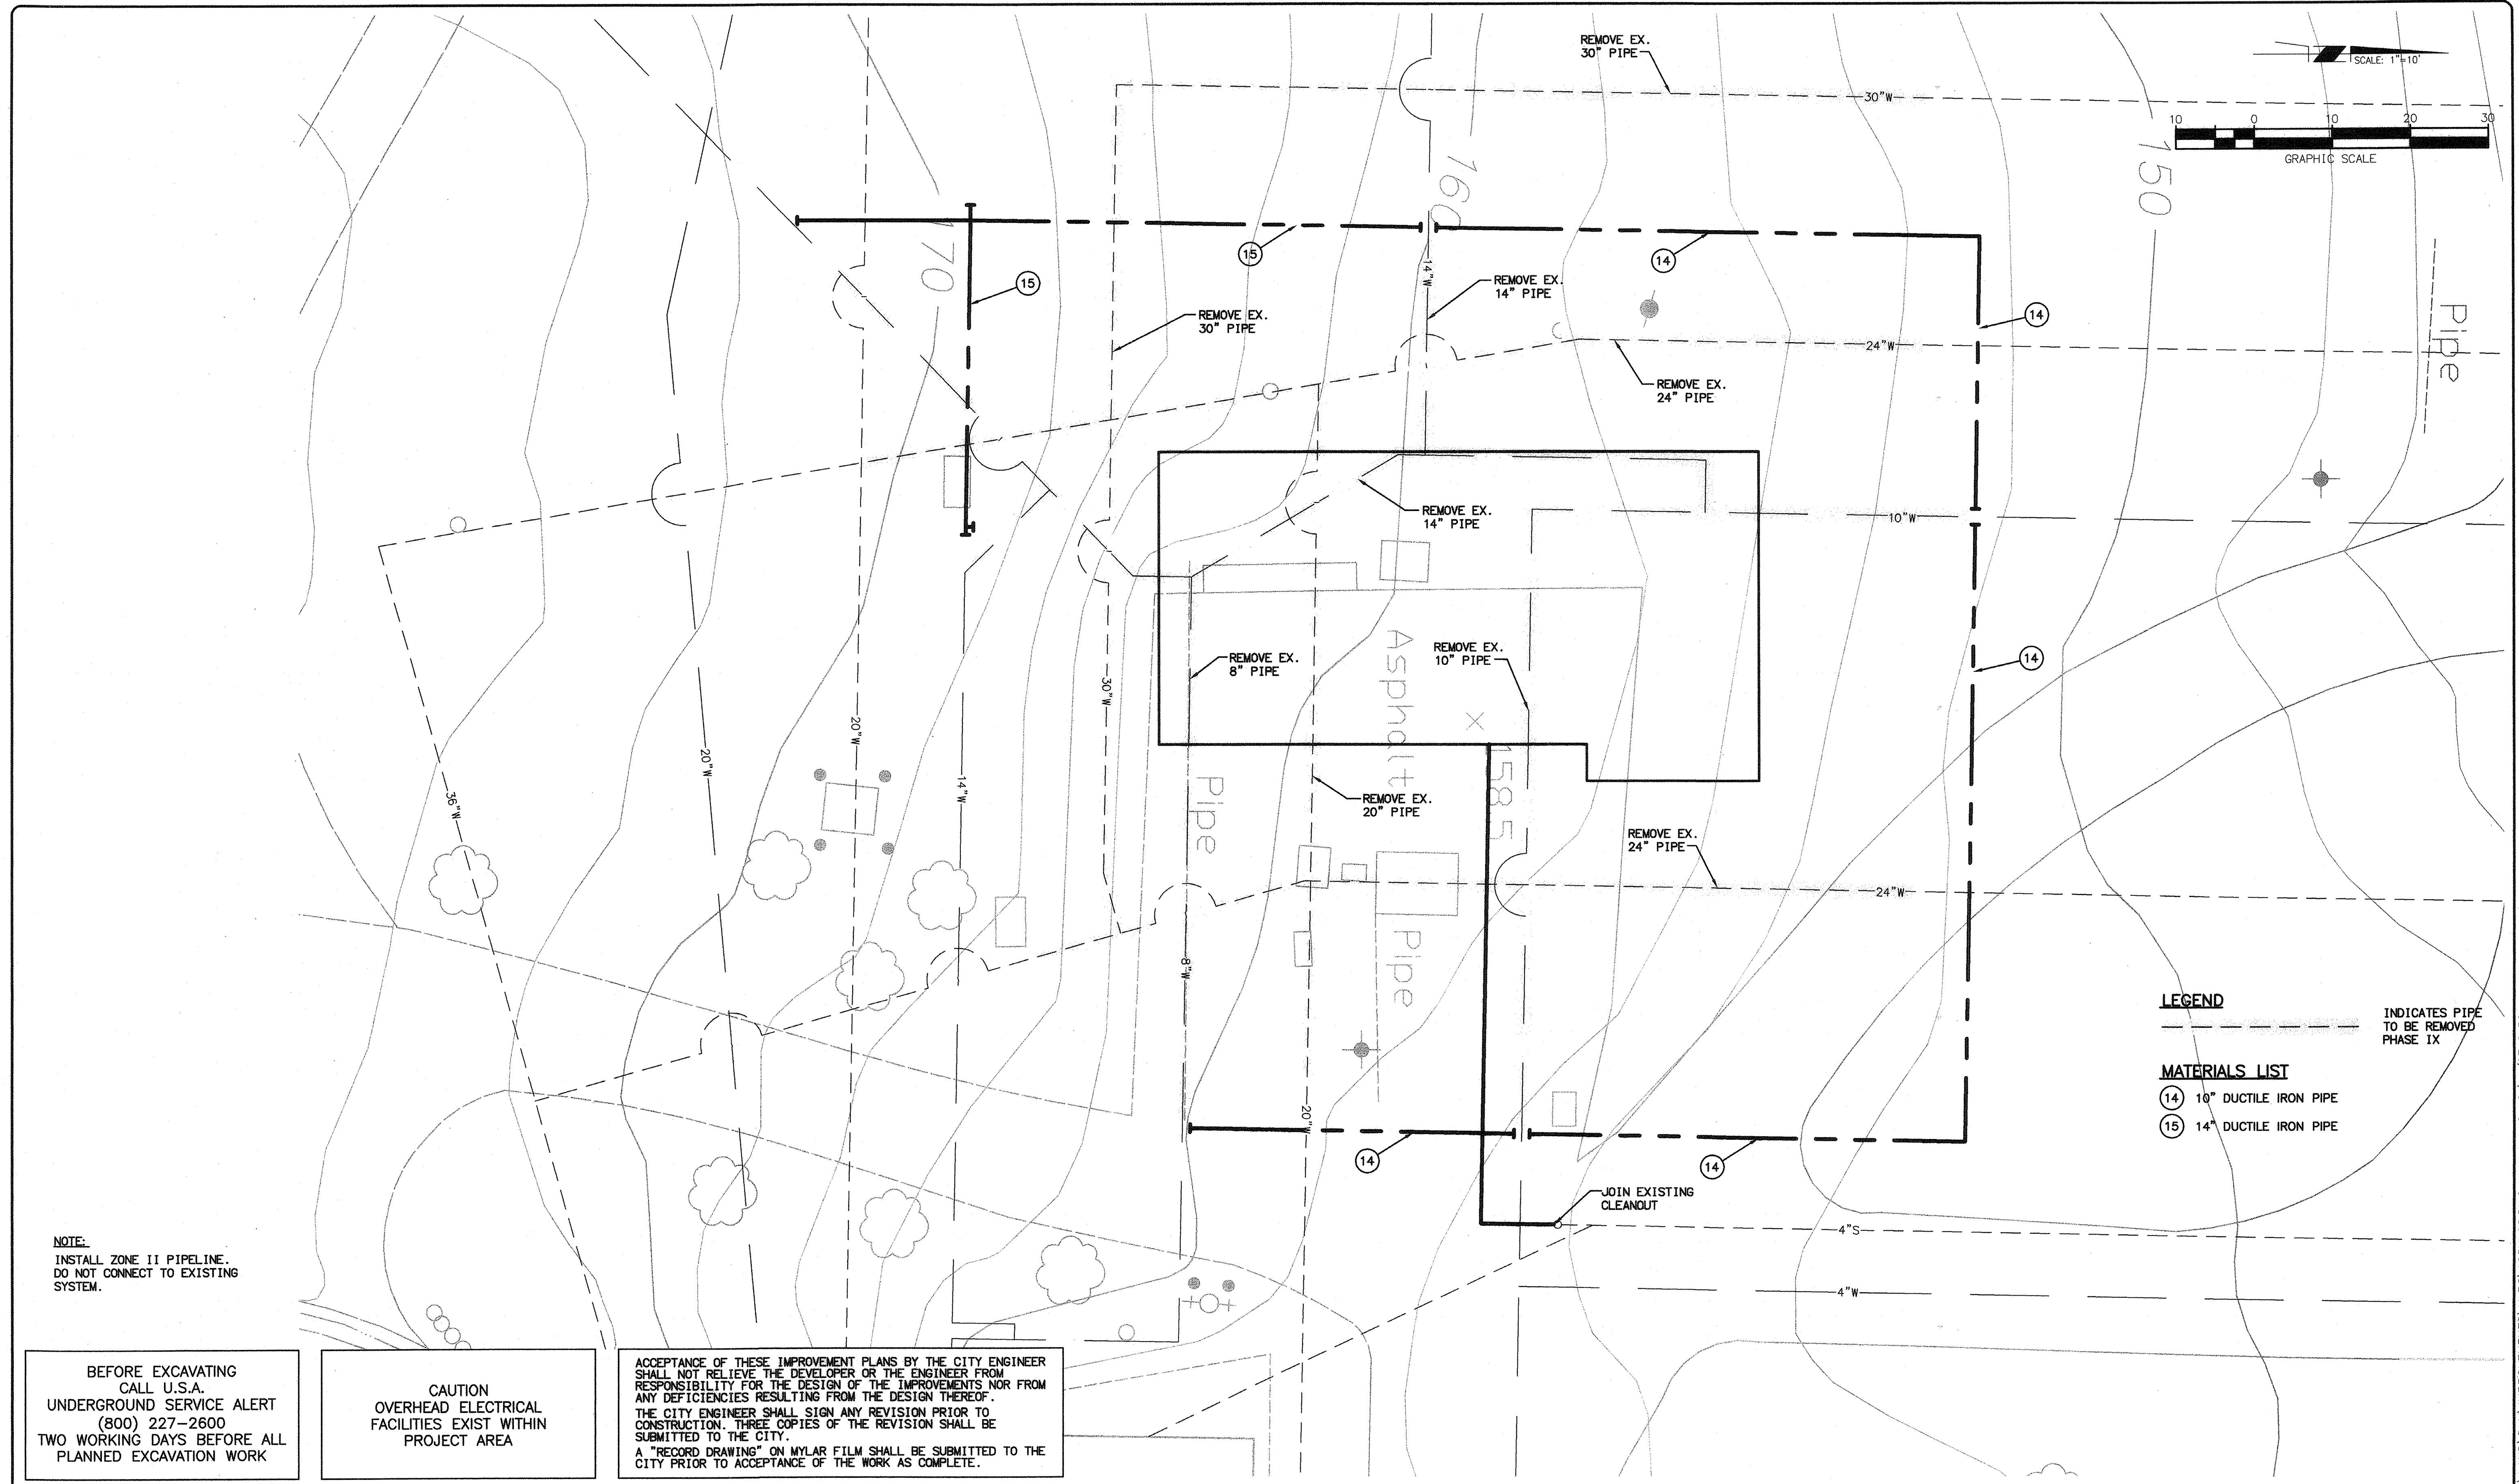 REMOVE EX.
30" PIPE
30"W
SCALE: 1"=10'
10 0 10 20 30
GRAPHIC SCALE
160
150
170
15
15
14
14
14"W
REMOVE EX.
14" PIPE
REMOVE EX.
30" PIPE
24"W
REMOVE EX.
24" PIPE
Pipe
REMOVE EX.
14" PIPE
10"W
REMOVE EX.
8" PIPE
Asphalt
REMOVE EX.
10" PIPE
14
30"W
20"W
20"W
14"W
36"W
Pipe
158.5
REMOVE EX.
20" PIPE
REMOVE EX.
24" PIPE
24"W
Pipe
8"W
20"W
LEGEND
INDICATES PIPE
TO BE REMOVED
PHASE IX
MATERIALS LIST
14 10" DUCTILE IRON PIPE
15 14" DUCTILE IRON PIPE
14
14
JOIN EXISTING
CLEANOUT
4"S
4"W
NOTE:
INSTALL ZONE II PIPELINE.
DO NOT CONNECT TO EXISTING
SYSTEM.
BEFORE EXCAVATING
CALL U.S.A.
UNDERGROUND SERVICE ALERT
(800) 227-2600
TWO WORKING DAYS BEFORE ALL
PLANNED EXCAVATION WORK
CAUTION
OVERHEAD ELECTRICAL
FACILITIES EXIST WITHIN
PROJECT AREA
ACCEPTANCE OF THESE IMPROVEMENT PLANS BY THE CITY ENGINEER
SHALL NOT RELIEVE THE DEVELOPER OR THE ENGINEER FROM
RESPONSIBILITY FOR THE DESIGN OF THE IMPROVEMENTS NOR FROM
ANY DEFICIENCIES RESULTING FROM THE DESIGN THEREOF.
THE CITY ENGINEER SHALL SIGN ANY REVISION PRIOR TO
CONSTRUCTION. THREE COPIES OF THE REVISION SHALL BE
SUBMITTED TO THE CITY.
A "RECORD DRAWING" ON MYLAR FILM SHALL BE SUBMITTED TO THE
CITY PRIOR TO ACCEPTANCE OF THE WORK AS COMPLETE.